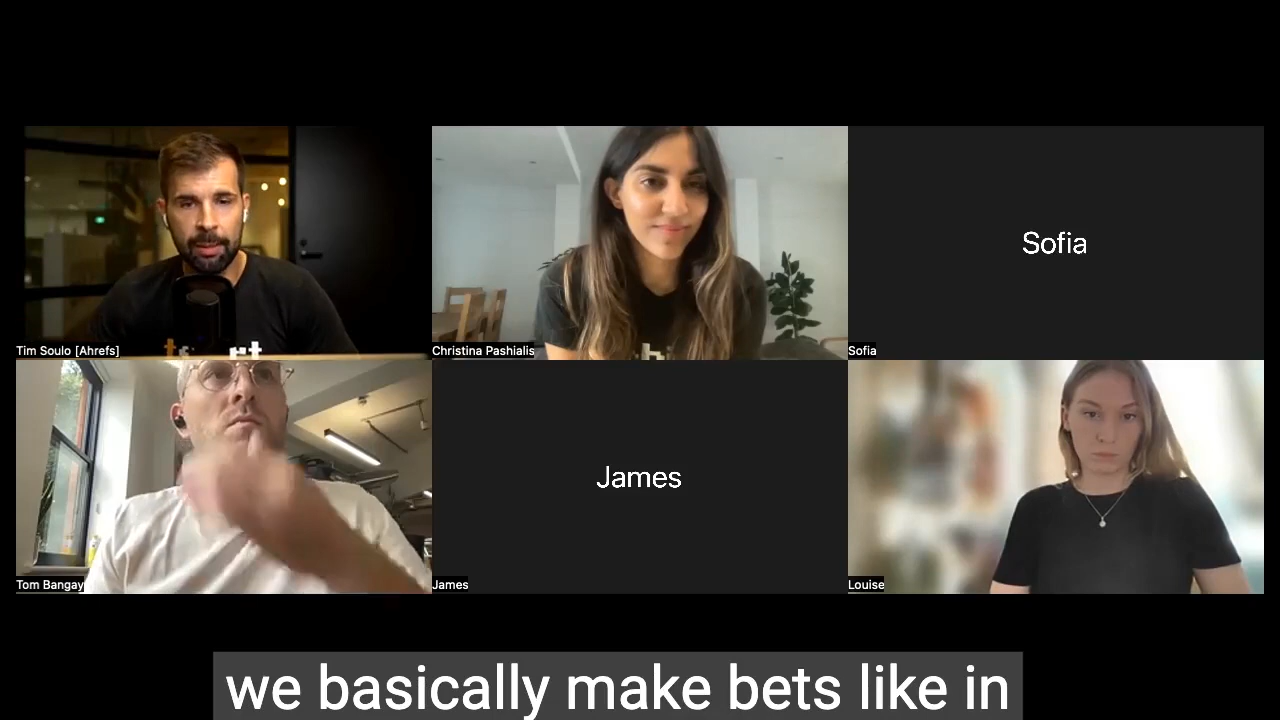 Sofia
Tim Soulo [Ahrefs]
Christina Pashialis
Sofia
James
Tom Bangay
James
Louise
we basically make bets like in